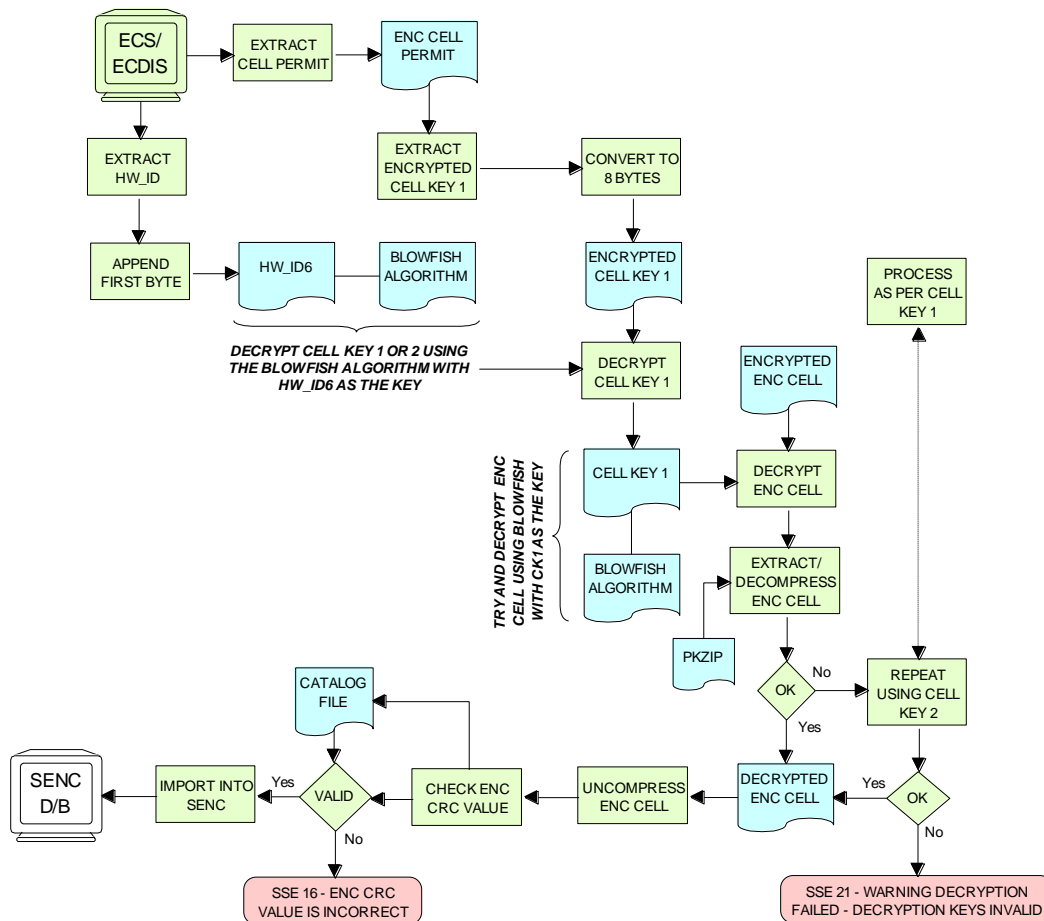 ECS/
ECDIS
EXTRACT
CELL PERMIT
ENC CELL
PERMIT
EXTRACT
HW_ID
EXTRACT
ENCRYPTED
CELL KEY 1
CONVERT TO
8 BYTES
APPEND
FIRST BYTE
HW_ID6
BLOWFISH
ALGORITHM
ENCRYPTED
CELL KEY 1
PROCESS
AS PER CELL
KEY 1
DECRYPT CELL KEY 1 OR 2 USING
THE BLOWFISH ALGORITHM WITH
HW_ID6 AS THE KEY
DECRYPT
CELL KEY 1
ENCRYPTED
ENC CELL
TRY AND DECRYPT ENC
CELL USING BLOWFISH
WITH CK1 AS THE KEY
CELL KEY 1
DECRYPT
ENC CELL
BLOWFISH
ALGORITHM
EXTRACT/
DECOMPRESS
ENC CELL
PKZIP
OK
No
Yes
REPEAT
USING CELL
KEY 2
CATALOG
FILE
SENC
D/B
IMPORT INTO
SENC
Yes
VALID
No
CHECK ENC
CRC VALUE
UNCOMPRESS
ENC CELL
DECRYPTED
ENC CELL
Yes
OK
No
SSE 16 - ENC CRC
VALUE IS INCORRECT
SSE 21 - WARNING DECRYPTION
FAILED - DECRYPTION KEYS INVALID